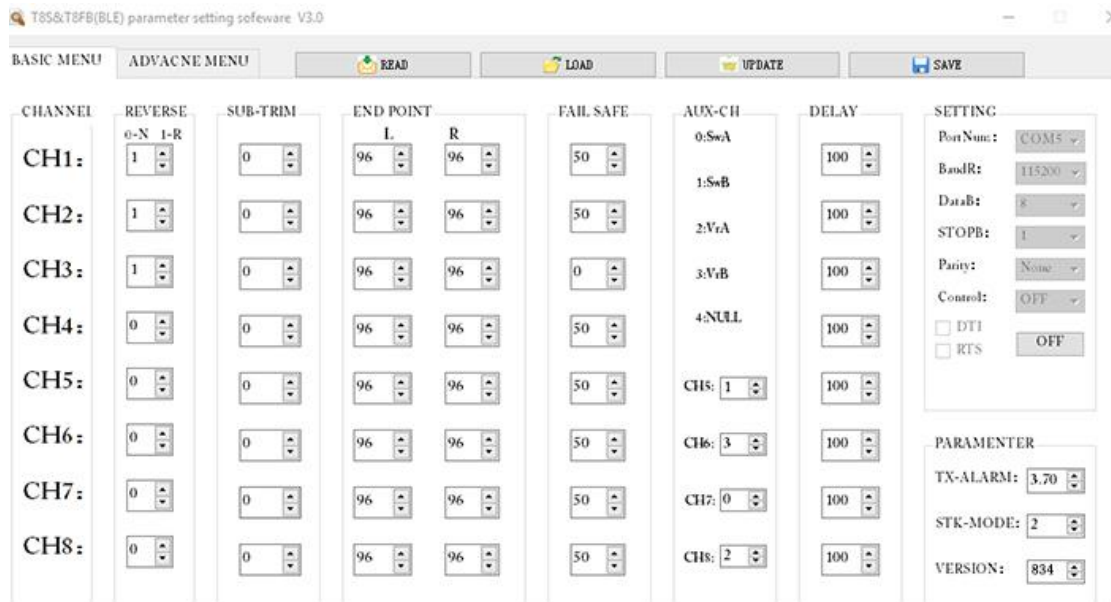 T8S&T8FB(BLE) parameter setting sofeware V3.0
BASIC MENU ADVACNE MENU READ LOAD UPDATE SAVE
CHANNEL REVERSE SUB-TRIM END POINT FAIL SAFE AUX-CH DELAY SETTING
0-N 1-R L R 0:SwA Port Num: COM5
CH1: 1 0 96 96 50 100
BaudR: 115200
1:SwB
DataB: 8
CH2: 1 0 96 96 50 100
2:VrA
STOPB: 1
CH3: 1 0 96 96 0 3:VrB 100 Parity: None
Control: OFF
4:NULL
CH4: 0 0 96 96 50 100
DTI
OFF
RTS
CH5: 0 0 96 96 50 CH5: 1 100
CH6: 0 0 96 96 50 CH6: 3 100
PARAMENTER
TX-ALARM: 3.70
CH7: 0 0 96 96 50 CH7: 0 100
STK-MODE: 2
CH8: 0 0 96 96 50 CH8: 2 100
VERSION: 834